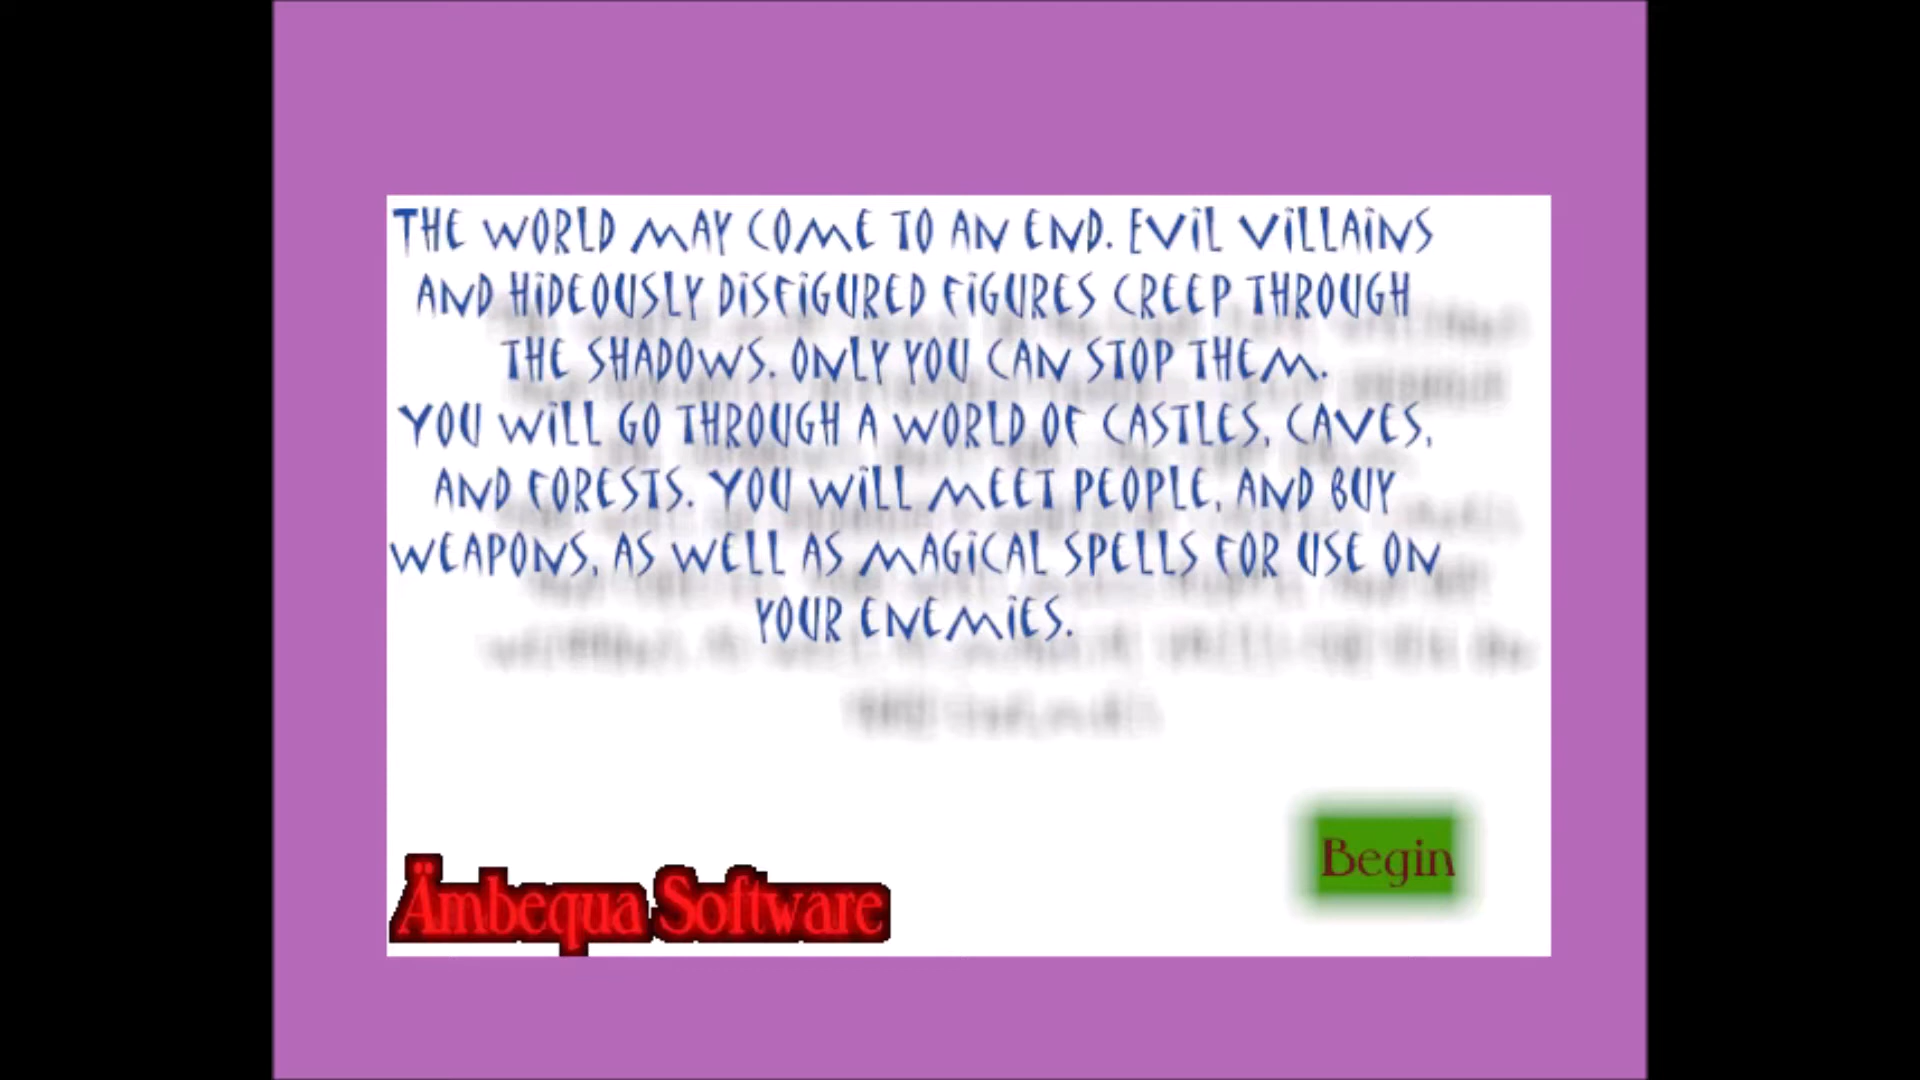 THE WORLD MAY COME TO AN END. EVIL VILLAINS
AND HIDEOUSLY DISFIGURED FIGURES CREEP THROUGH
THE SHADOWS. ONLY YOU CAN STOP THEM.
YOU WILL GO THROUGH A WORLD OF CASTLES, CAVES,
AND FORESTS. YOU WILL MEET PEOPLE, AND BUY
WEAPONS, AS WELL AS MAGICAL SPELLS FOR USE ON
YOUR ENEMIES.
Begin
Ämbequa Software